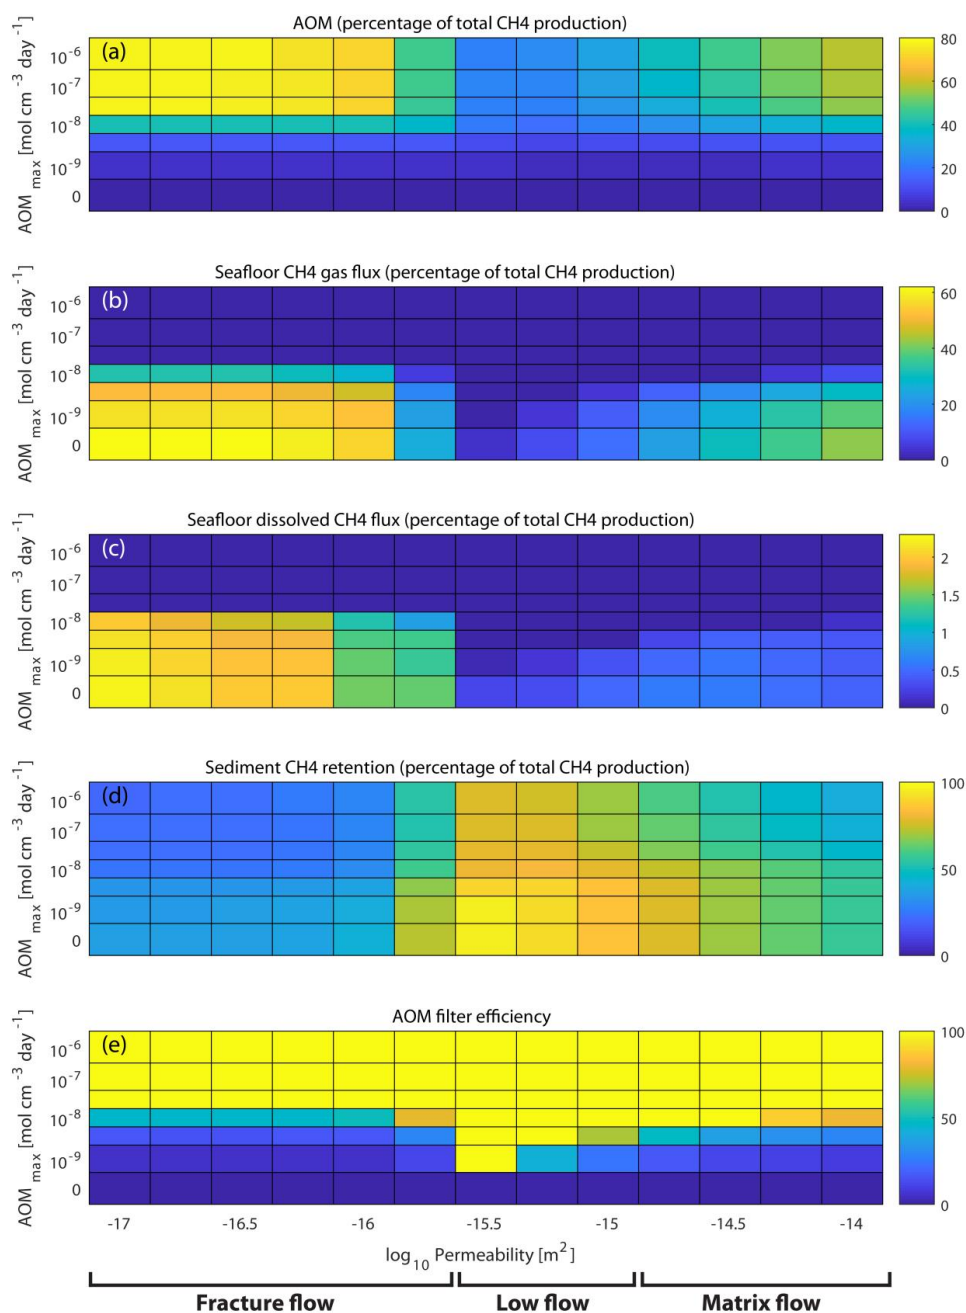 AOM (percentage of total CH4 production)
(a)
AOM max [mol cm -3 day -1]
10-6
10-7
10-8
10-9
0
80
60
40
20
0
Seafloor CH4 gas flux (percentage of total CH4 production)
(b)
AOM max [mol cm -3 day -1]
10-6
10-7
10-8
10-9
0
60
40
20
0
Seafloor dissolved CH4 flux (percentage of total CH4 production)
(c)
AOM max [mol cm -3 day -1]
10-6
10-7
10-8
10-9
0
2
1.5
1
0.5
0
Sediment CH4 retention (percentage of total CH4 production)
(d)
AOM max [mol cm -3 day -1]
10-6
10-7
10-8
10-9
0
100
50
0
AOM filter efficiency
(e)
AOM max [mol cm -3 day -1]
10-6
10-7
10-8
10-9
0
100
50
0
-17 -16.5 -16 -15.5 -15 -14.5 -14
log10 Permeability [m2]
Fracture flow Low flow Matrix flow